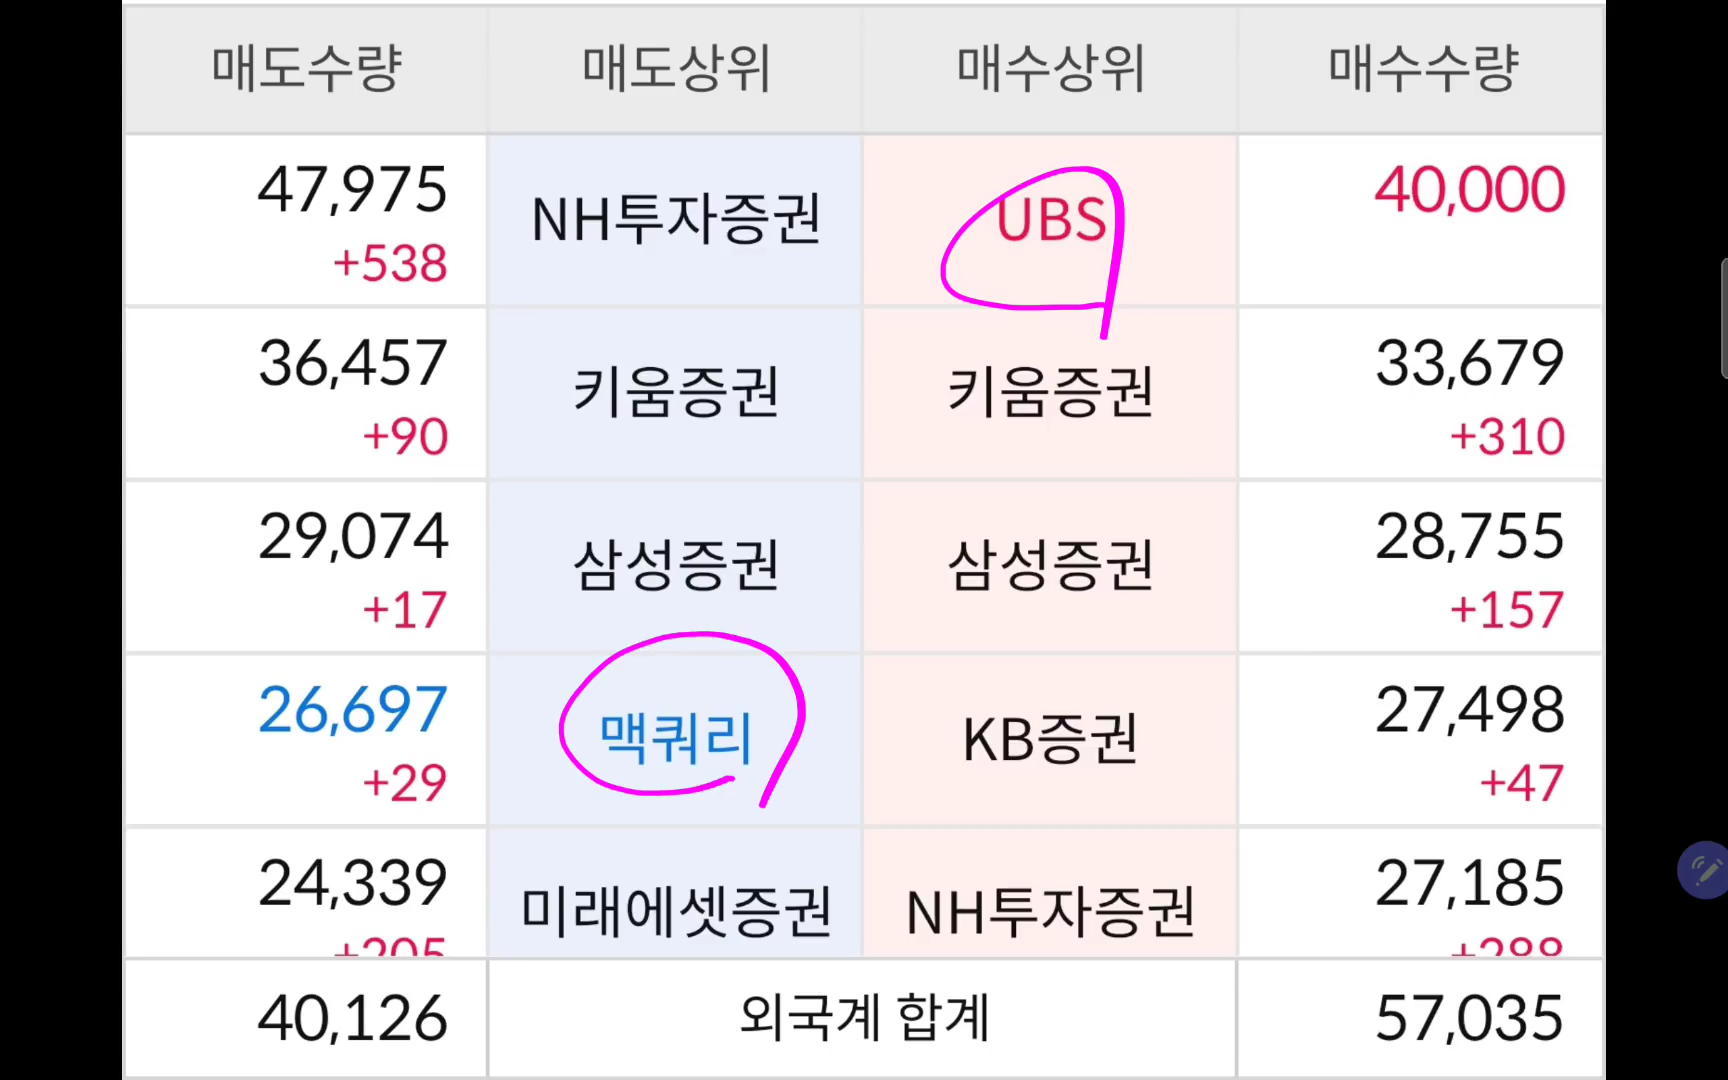 매도수량 매도상위 매수상위 매수수량
47,975 NH투자증권 UBS 40,000
+538
36,457 키움증권 키움증권 33,679
+90 +310
29,074 삼성증권 삼성증권 28,755
+17 +157
26,697 맥쿼리 KB증권 27,498
+29 +47
24,339 미래에셋증권 NH투자증권 27,185
+205 +288
40,126 외국계 합계 57,035